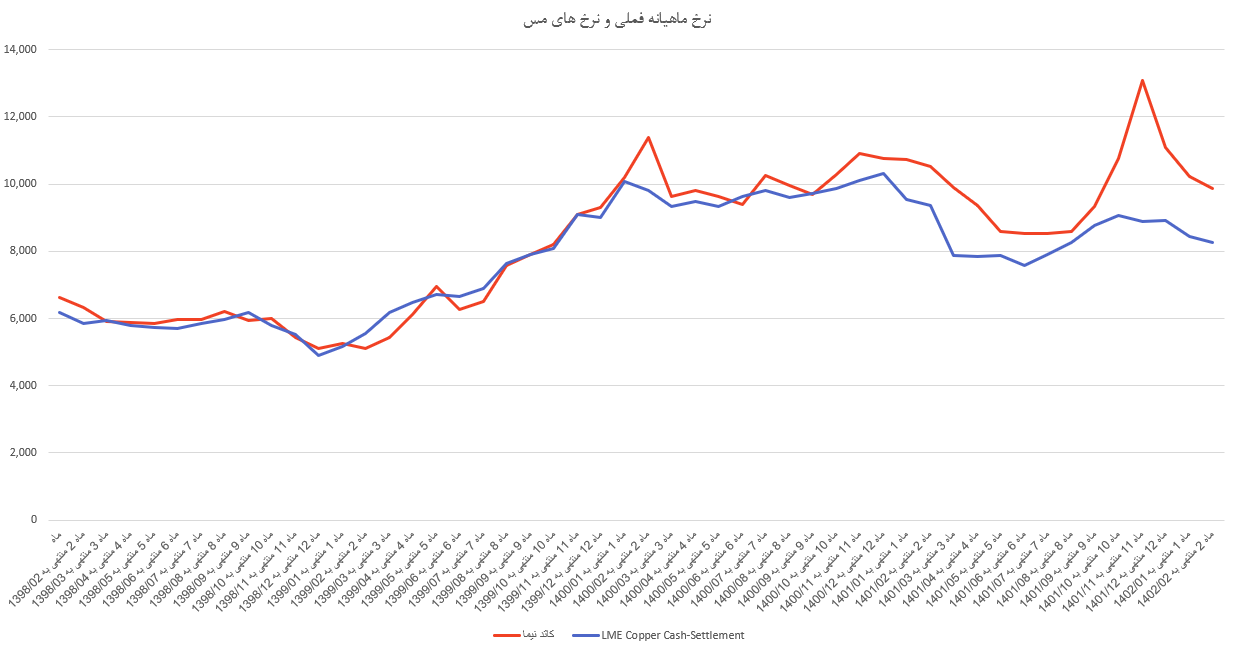 نرخ ماهیانه فملی و نرخ های مس
14,000
12,000
10,000
8,000
6,000
4,000
2,000
0
ماه
ماه 2 منتهی به 1398/02
ماه 3 منتهی به 1398/03
ماه 4 منتهی به 1398/04
ماه 5 منتهی به 1398/05
ماه 6 منتهی به 1398/06
ماه 7 منتهی به 1398/07
ماه 8 منتهی به 1398/08
ماه 9 منتهی به 1398/09
ماه 10 منتهی به 1398/10
ماه 11 منتهی به 1398/11
ماه 12 منتهی به 1398/12
ماه 1 منتهی به 1399/01
ماه 2 منتهی به 1399/02
ماه 3 منتهی به 1399/03
ماه 4 منتهی به 1399/04
ماه 5 منتهی به 1399/05
ماه 6 منتهی به 1399/06
ماه 7 منتهی به 1399/07
ماه 8 منتهی به 1399/08
ماه 9 منتهی به 1399/09
ماه 10 منتهی به 1399/10
ماه 11 منتهی به 1399/11
ماه 12 منتهی به 1399/12
ماه 1 منتهی به 1400/01
ماه 2 منتهی به 1400/02
ماه 3 منتهی به 1400/03
ماه 4 منتهی به 1400/04
ماه 5 منتهی به 1400/05
ماه 6 منتهی به 1400/06
ماه 7 منتهی به 1400/07
ماه 8 منتهی به 1400/08
ماه 9 منتهی به 1400/09
ماه 10 منتهی به 1400/10
ماه 11 منتهی به 1400/11
ماه 12 منتهی به 1400/12
ماه 1 منتهی به 1401/01
ماه 2 منتهی به 1401/02
ماه 3 منتهی به 1401/03
ماه 4 منتهی به 1401/04
ماه 5 منتهی به 1401/05
ماه 6 منتهی به 1401/06
ماه 7 منتهی به 1401/07
ماه 8 منتهی به 1401/08
ماه 9 منتهی به 1401/09
ماه 10 منتهی به 1401/10
ماه 11 منتهی به 1401/11
ماه 12 منتهی به 1401/12
ماه 1 منتهی به 1402/01
ماه 2 منتهی به 1402/02
کاتد نیما
LME Copper Cash-Settlement